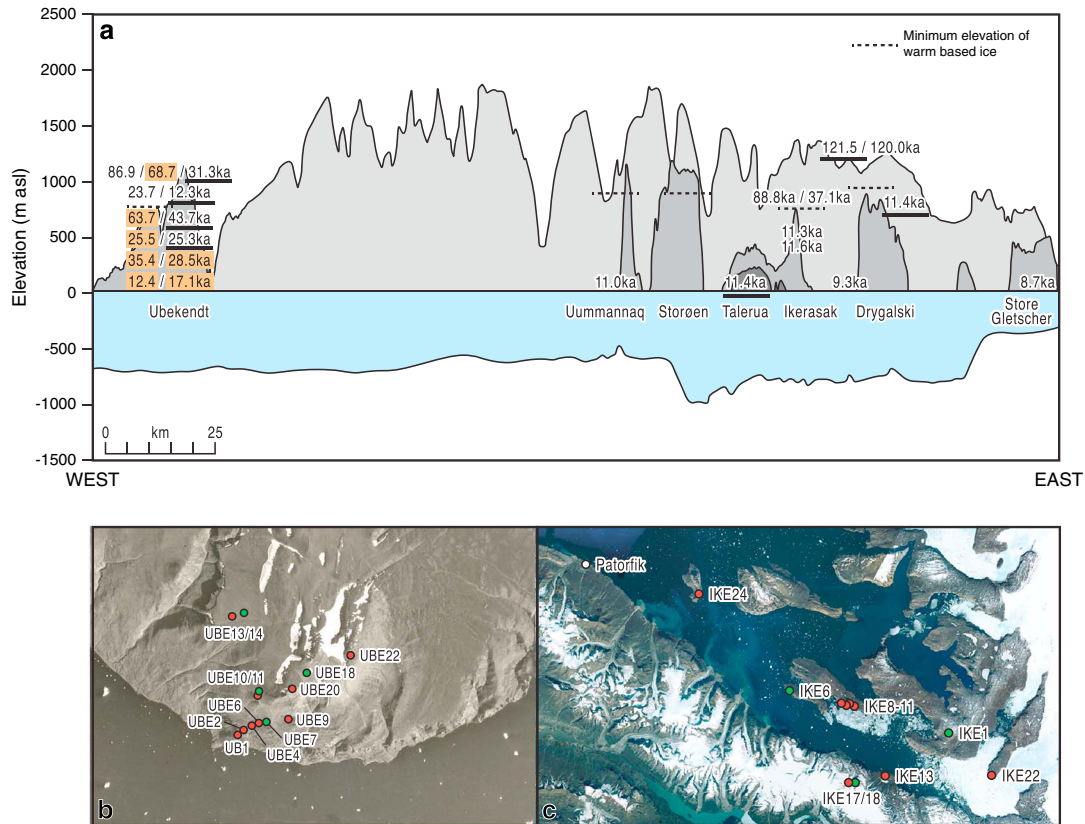 2500
a
Minimum elevation of
warm based ice
2000
1500
1000
500
0
-500
-1000
-1500
Elevation (m asl)
86.9 / 68.7 / 31.3ka
23.7 / 12.3ka
63.7 / 43.7ka
25.5 / 25.3ka
35.4 / 28.5ka
12.4 / 17.1ka
121.5 / 120.0ka
88.8ka / 37.1ka
11.4ka
11.3ka
11.6ka
11.0ka
11.4ka
9.3ka
8.7ka
Ubekendt
Uummannaq
Storøen
Talerua
Ikerasak
Drygalski
Store
Gletscher
0 km 25
WEST
EAST
UBE13/14
UBE22
UBE18
UBE10/11
UBE20
UBE6
UBE2
UBE9
UBE7
UB1
UBE4
b
Patorfik
IKE24
IKE6
IKE8-11
IKE1
IKE13
IKE22
IKE17/18
c